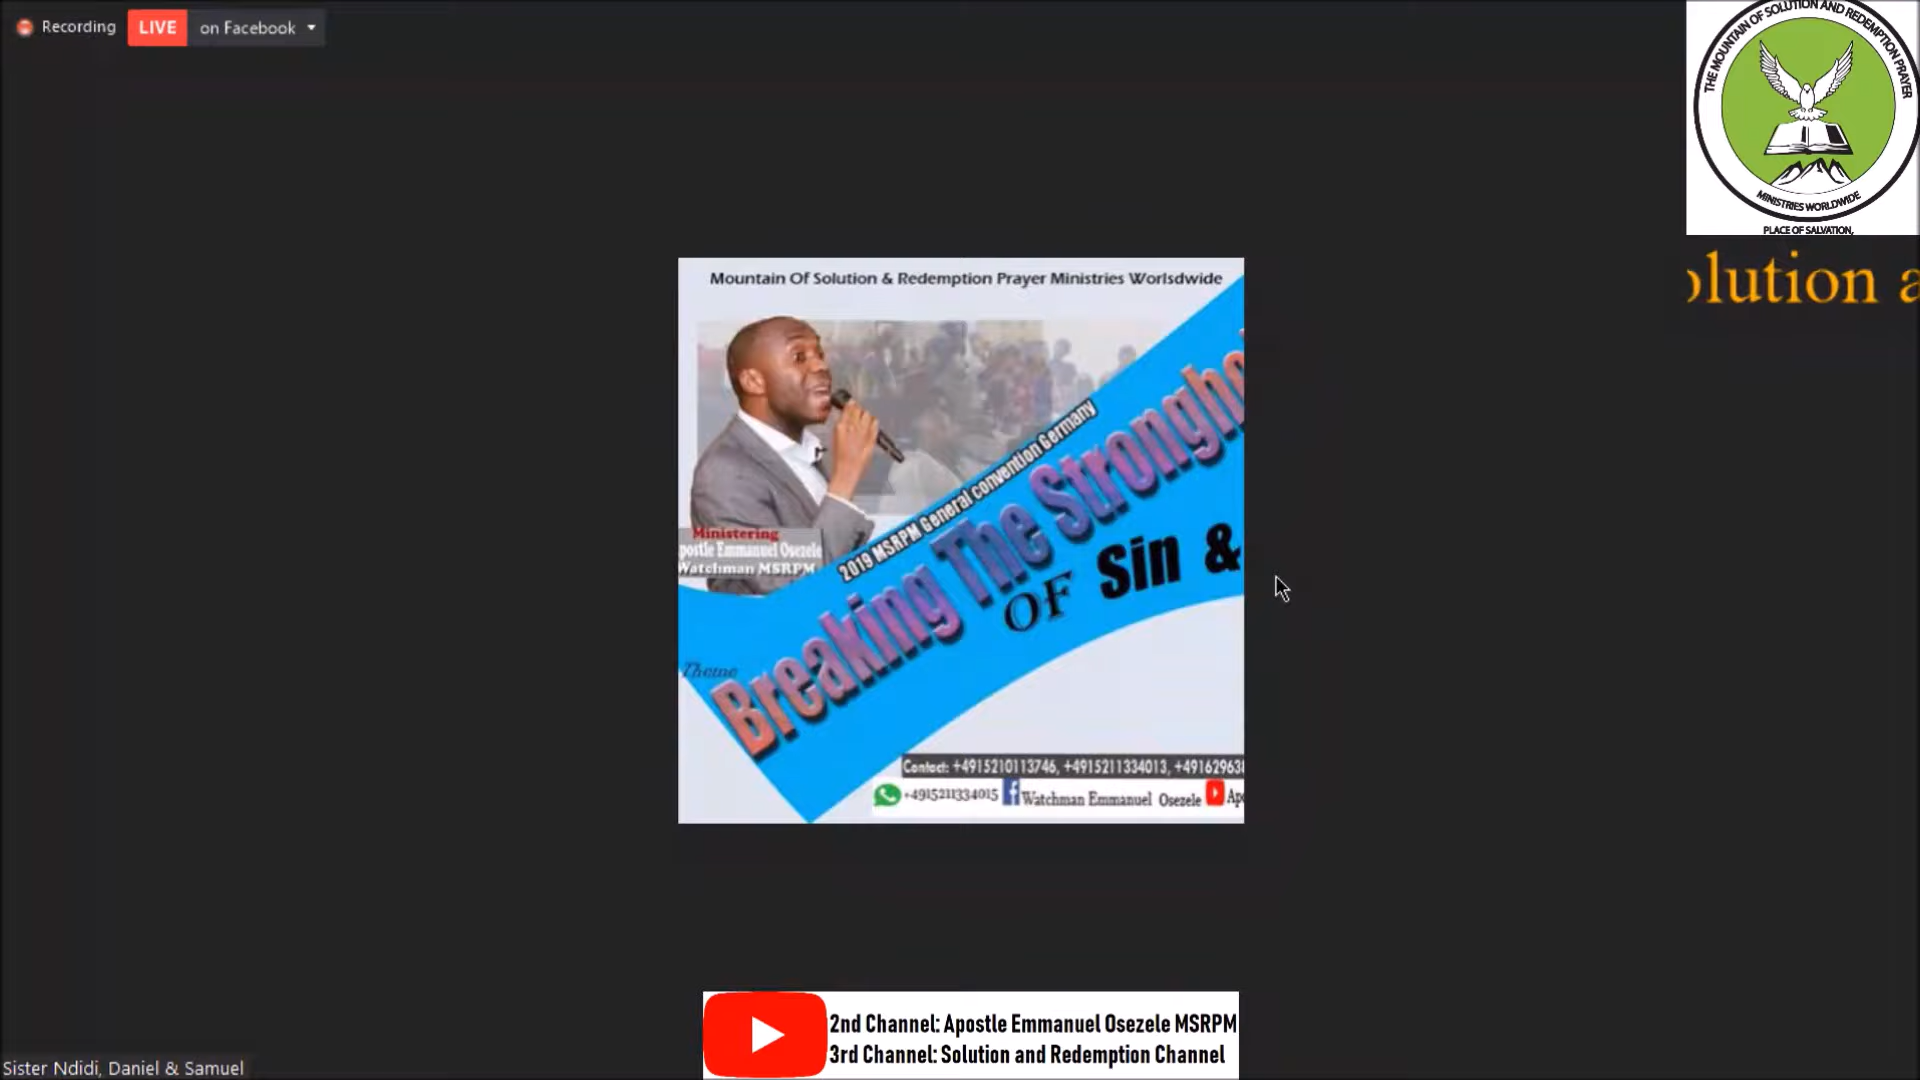 Recording
LIVE
on Facebook
THE MOUNTAIN OF SOLUTION AND REDEMPTION PRAYER
MINISTRIES WORLDWIDE
PLACE OF SALVATION,
olution a
Mountain Of Solution & Redemption Prayer Ministries Worlsdwide
Ministering
postle Emmanuel Osezele
Watchman MSRPM
2019 MSRPM General convention Germany
Theme
Breaking The Strongho
OF Sin &
Contact: +4915210113746, +4915211334013, +49162963
+4915211334015 Watchman Emmanuel Osezele Apo
2nd Channel: Apostle Emmanuel Osezele MSRPM
3rd Channel: Solution and Redemption Channel
Sister Ndidi, Daniel & Samuel